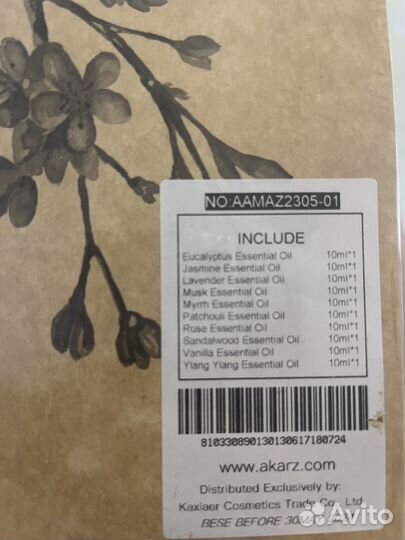 NO:AAMAZ2305-01
INCLUDE
Eucalyptus Essential Oil 10ml*1
Jasmine Essential Oil 10ml*1
Lavender Essential Oil 10ml*1
Musk Essential Oil 10ml*1
Myrrh Essential Oil 10ml*1
Patchouli Essential Oil 10ml*1
Rose Essential Oil 10ml*1
Sandalwood Essential Oil 10ml*1
Vanilla Essential Oil 10ml*1
Ylang Ylang Essential Oil 10ml*1
810330890130130617180724
www.akarz.com
Distributed Exclusively by:
Kaxiaer Cosmetics Trade Co., Ltd.
BESE BEFORE
Avito